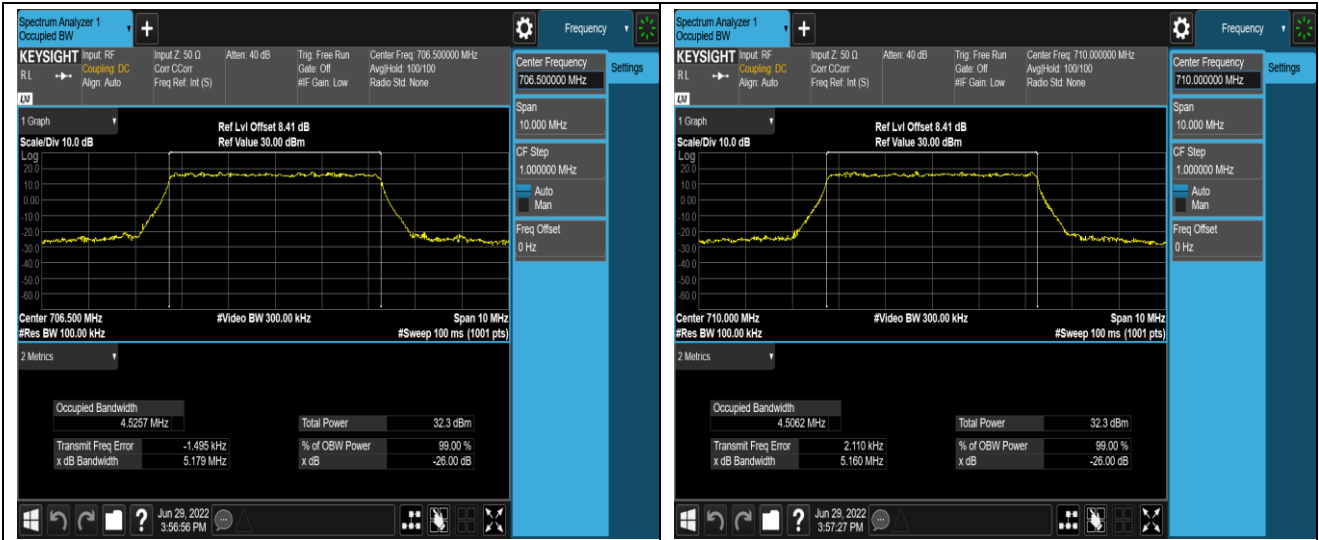 Spectrum Analyzer 1
Occupied BW
+
Frequency
KEYSIGHT
RL
LXI
Input: RF
Coupling: DC
Align: Auto
Input Z: 50 Ω
Corr CCorr
Freq Ref: Int (S)
Atten: 40 dB
Trig: Free Run
Gate: Off
#IF Gain: Low
Center Freq: 706.500000 MHz
Avg|Hold: 100/100
Radio Std: None
Center Frequency
706.500000 MHz
Settings
Span
10.000 MHz
CF Step
1.000000 MHz
Auto
Man
Freq Offset
0 Hz
1 Graph
Ref Lvl Offset 8.41 dB
Scale/Div 10.0 dB
Ref Value 30.00 dBm
Log
20.0
10.0
0.00
-10.0
-20.0
-30.0
-40.0
-50.0
-60.0
Center 706.500 MHz
#Video BW 300.00 kHz
Span 10 MHz
#Res BW 100.00 kHz
#Sweep 100 ms (1001 pts)
2 Metrics
Occupied Bandwidth
4.5257 MHz
Total Power 32.3 dBm
Transmit Freq Error -1.495 kHz
% of OBW Power 99.00 %
x dB Bandwidth 5.179 MHz
x dB -26.00 dB
?
Jun 29, 2022
3:56:56 PM
Spectrum Analyzer 1
Occupied BW
+
Frequency
KEYSIGHT
RL
LXI
Input: RF
Coupling: DC
Align: Auto
Input Z: 50 Ω
Corr CCorr
Freq Ref: Int (S)
Atten: 40 dB
Trig: Free Run
Gate: Off
#IF Gain: Low
Center Freq: 710.000000 MHz
Avg|Hold: 100/100
Radio Std: None
Center Frequency
710.000000 MHz
Settings
Span
10.000 MHz
CF Step
1.000000 MHz
Auto
Man
Freq Offset
0 Hz
1 Graph
Ref Lvl Offset 8.41 dB
Scale/Div 10.0 dB
Ref Value 30.00 dBm
Log
20.0
10.0
0.00
-10.0
-20.0
-30.0
-40.0
-50.0
-60.0
Center 710.000 MHz
#Video BW 300.00 kHz
Span 10 MHz
#Res BW 100.00 kHz
#Sweep 100 ms (1001 pts)
2 Metrics
Occupied Bandwidth
4.5062 MHz
Total Power 32.3 dBm
Transmit Freq Error 2.110 kHz
% of OBW Power 99.00 %
x dB Bandwidth 5.160 MHz
x dB -26.00 dB
?
Jun 29, 2022
3:57:27 PM